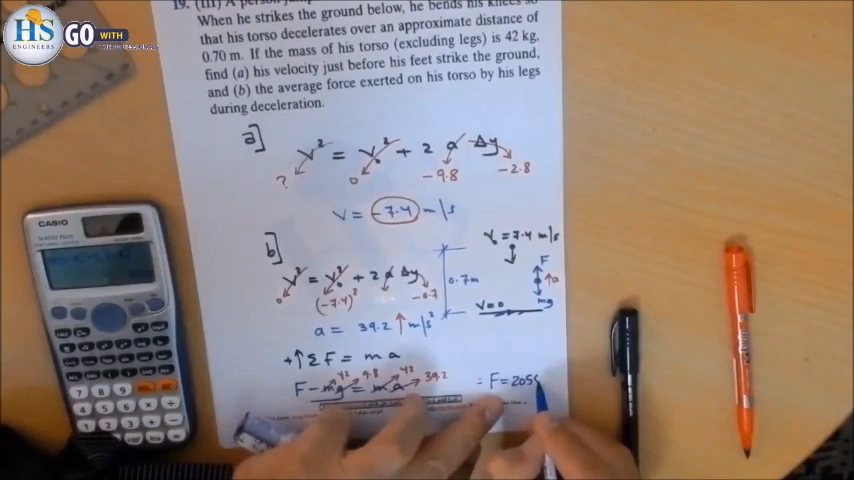 HS
ENGINEERS
GO WITH
19. (III) A person
When he strikes the ground below, he bends his knees so
that his torso decelerates over an approximate distance of
0.70 m. If the mass of his torso (excluding legs) is 42 kg,
find (a) his velocity just before his feet strike the ground,
and (b) the average force exerted on his torso by his legs
during deceleration.
a]
V² = V₀² + 2 a Δy
? 0 -9.8 -2.8
V = -7.4 m/s
b]
V₀ = 7.4 m/s
V² = V₀² + 2 a Δy
0 (-7.4)² -0.7
0.7m
F
a
mg
V=0
a = 39.2 ↑ m/s²
+↑ ΣF = m a
42 9.8 42 39.2
F - mg = m a
F = 205
CASIO